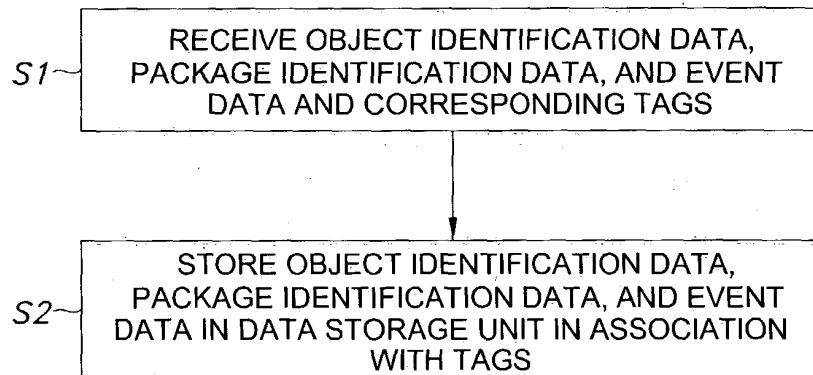 S1
RECEIVE OBJECT IDENTIFICATION DATA,
PACKAGE IDENTIFICATION DATA, AND EVENT
DATA AND CORRESPONDING TAGS
S2
STORE OBJECT IDENTIFICATION DATA,
PACKAGE IDENTIFICATION DATA, AND EVENT
DATA IN DATA STORAGE UNIT IN ASSOCIATION
WITH TAGS